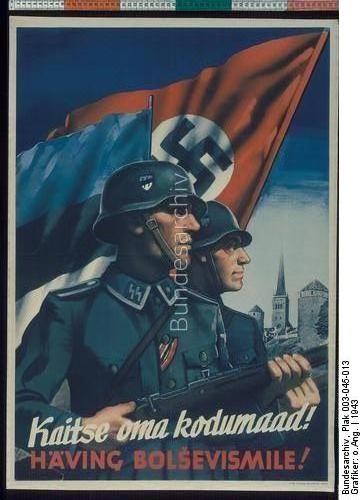 Kaitse oma kodumaad!
HÄVING BOLŠEVISMILE!
Bundesarchiv
Bundesarchiv, Plak 003-045-013
Grafiker: o.Ang. | 1943